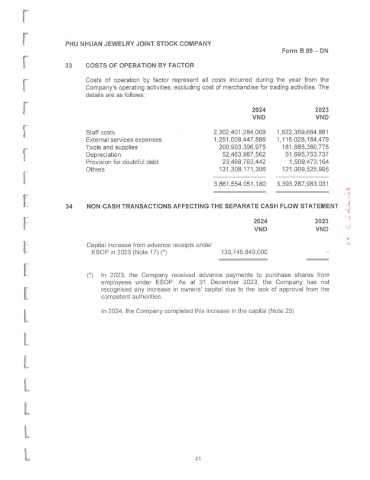 PHU NHUAN JEWELRY JOINT STOCK COMPANY
Form B 09 – DN
33 COSTS OF OPERATION BY FACTOR
Costs of operation by factor represent all costs incurred during the year from the
Company's operating activities, excluding cost of merchandise for trading activities. The
details are as follows:
2024 2023
VND VND
Staff costs 2,202,401,284,009 1,922,359,694,881
External services expenses 1,251,008,447,886 1,115,028,184,479
Tools and supplies 200,903,396,975 181,685,360,775
Depreciation 52,463,987,562 51,695,753,737
Provision for doubtful debt 23,468,763,442 1,509,473,164
Others 131,308,171,306 121,009,525,995
3,861,554,051,180 3,393,287,983,031
34 NON-CASH TRANSACTIONS AFFECTING THE SEPARATE CASH FLOW STATEMENT
2024 2023
VND VND
Capital increase from advance receipts under
ESOP in 2023 (Note 17) (*) 130,746,840,000 -
(*) In 2023, the Company received advance payments to purchase shares from
employees under ESOP. As at 31 December 2023, the Company has not
recognised any increase in owners' capital due to the lack of approval from the
competent authorities.
In 2024, the Company completed this increase in the capital (Note 23)
41